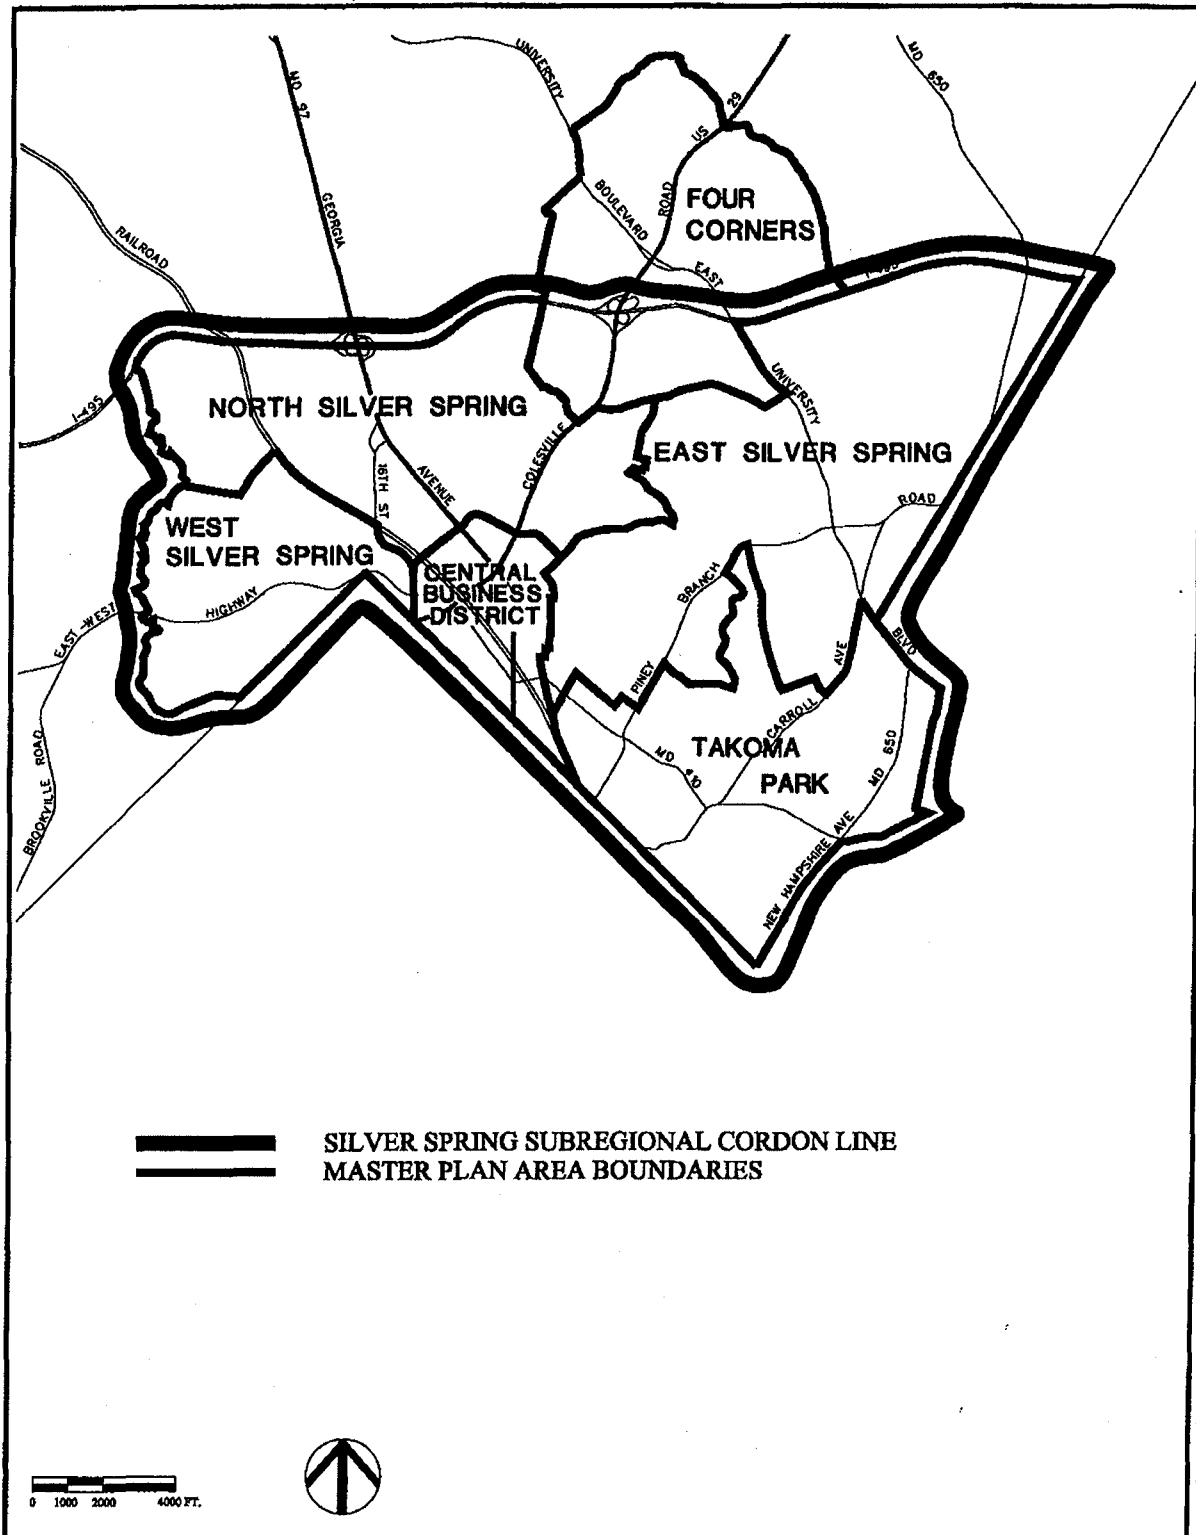 UNIVERSITY
MD 97
MD 650
US 29
GEORGIA
RAILROAD
BOULEVARD
ROAD
FOUR
CORNERS
EAST
I-495
I-495
UNIVERSITY
NORTH SILVER SPRING
COLESVILLE
EAST SILVER SPRING
AVENUE
16TH ST
ROAD
WEST
SILVER SPRING
CENTRAL
BUSINESS
DISTRICT
BRANCH
EAST-WEST
HIGHWAY
BLVD
AVE
PINEY
CARROLL
MD 410
TAKOMA
PARK
MD 650
BROOKVILLE ROAD
NEW HAMPSHIRE AVE
SILVER SPRING SUBREGIONAL CORDON LINE
MASTER PLAN AREA BOUNDARIES
0 1000 2000 4000 FT.